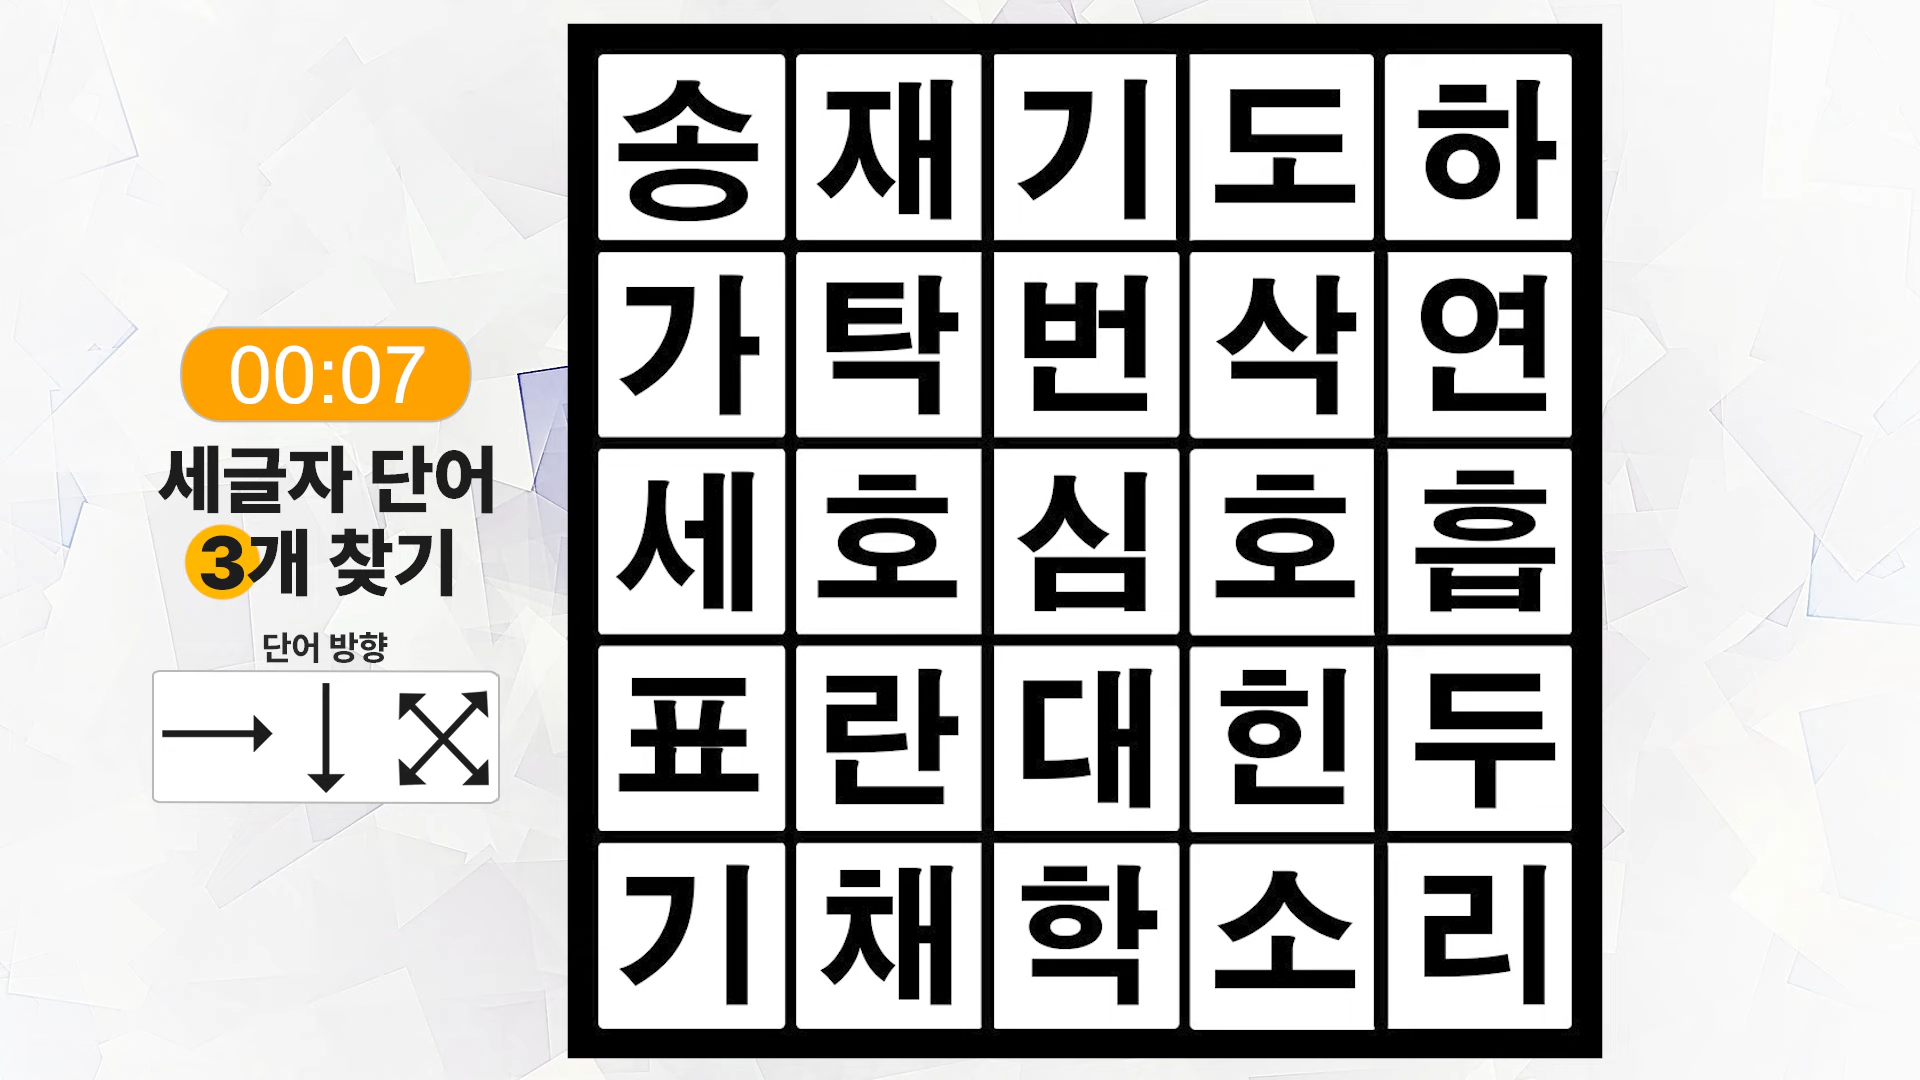 00:07
세글자 단어
3개 찾기
단어 방향
송 재 기 도 하
가 탁 번 삭 연
세 호 심 호 흡
표 란 대 힌 두
기 채 학 소 리